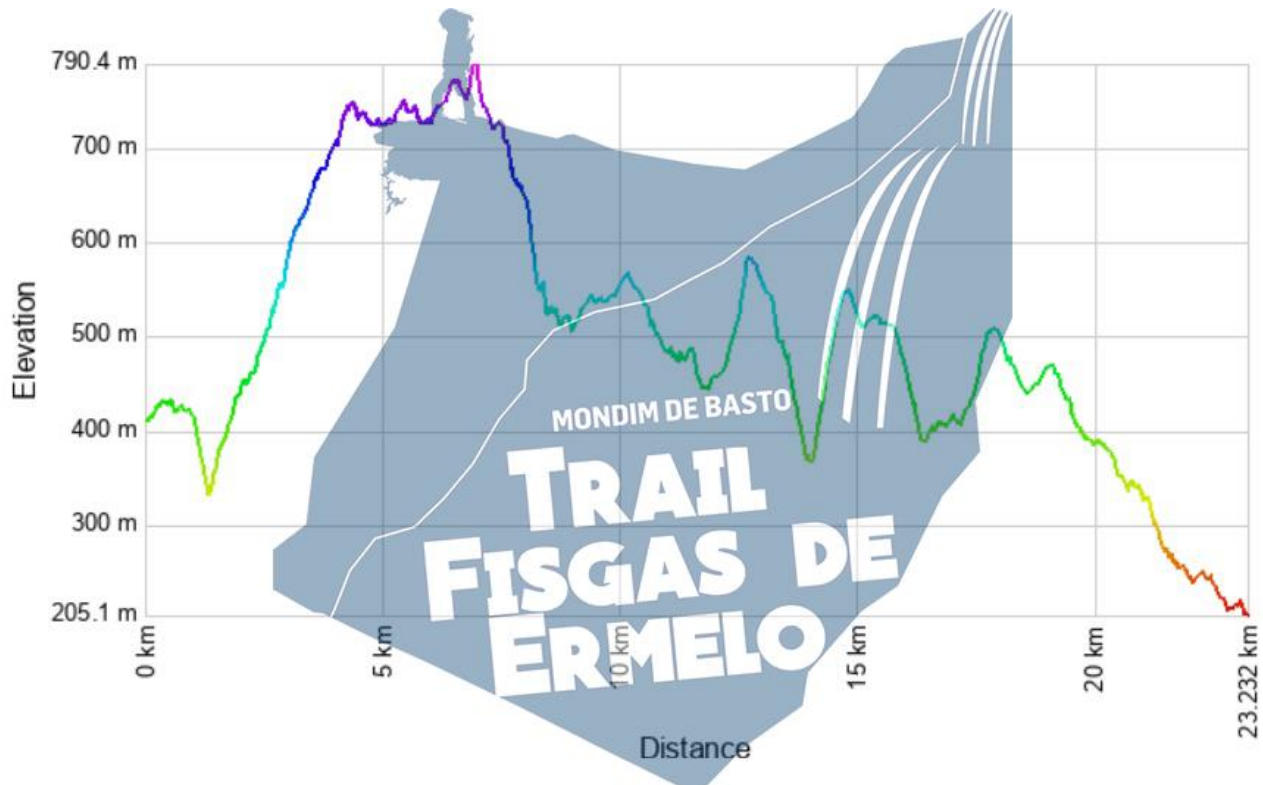 790.4 m
700 m
600 m
500 m
400 m
300 m
205.1 m
Elevation
MONDIM DE BASTO
TRAIL
FISGAS DE
ERMELO
0 km
5 km
10 km
15 km
20 km
23.232 km
Distance